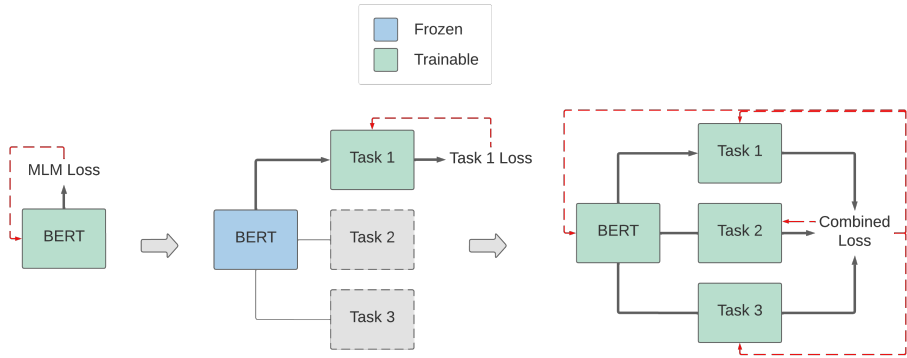 Frozen
Trainable
MLM Loss
BERT
Task 1
Task 1 Loss
BERT
Task 2
Task 3
Task 1
BERT
Task 2
Combined
Loss
Task 3